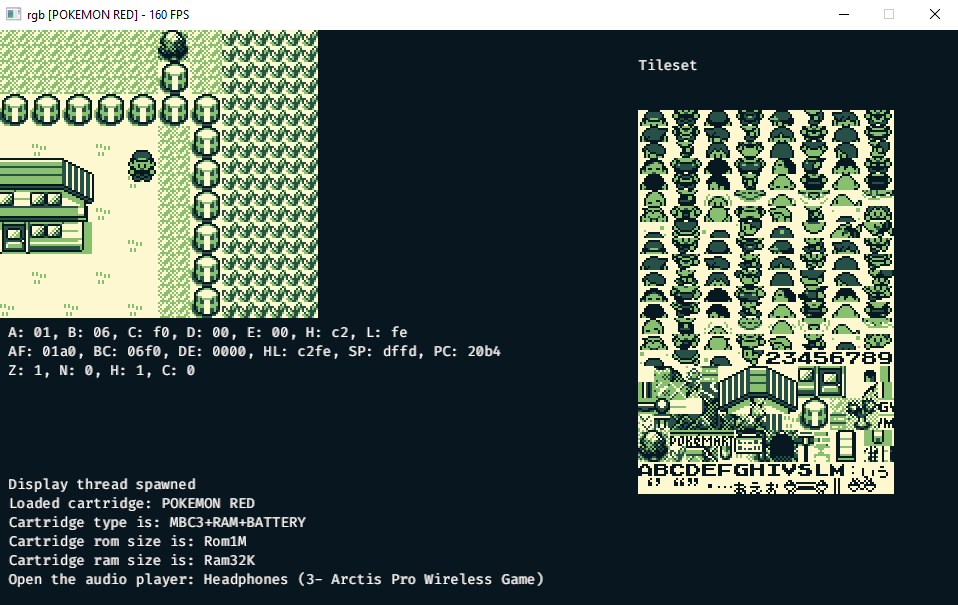 rgb [POKEMON RED] - 160 FPS
Tileset
A: 01, B: 06, C: f0, D: 00, E: 00, H: c2, L: fe
AF: 01a0, BC: 06f0, DE: 0000, HL: c2fe, SP: dffd, PC: 20b4
Z: 1, N: 0, H: 1, C: 0
23456789
POKéMART
ABCDEFGHIVSLM
Display thread spawned
Loaded cartridge: POKEMON RED
Cartridge type is: MBC3+RAM+BATTERY
Cartridge rom size is: Rom1M
Cartridge ram size is: Ram32K
Open the audio player: Headphones (3- Arctis Pro Wireless Game)